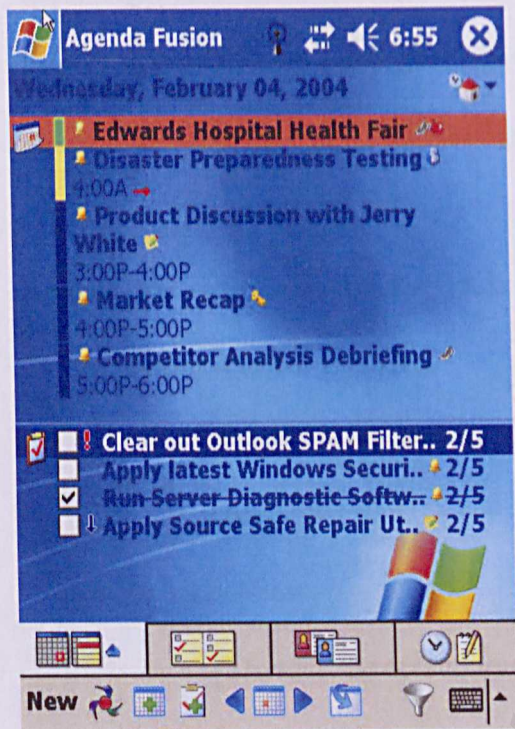 Agenda Fusion 6:55
Wednesday, February 04, 2004
Edwards Hospital Health Fair
Disaster Preparedness Testing
4:00A
Product Discussion with Jerry
White
3:00P-4:00P
Market Recap
4:00P-5:00P
Competitor Analysis Debriefing
5:00P-6:00P
Clear out Outlook SPAM Filter.. 2/5
Apply latest Windows Securi.. 2/5
Run Server Diagnostic Softw.. 2/5
Apply Source Safe Repair Ut.. 2/5
New